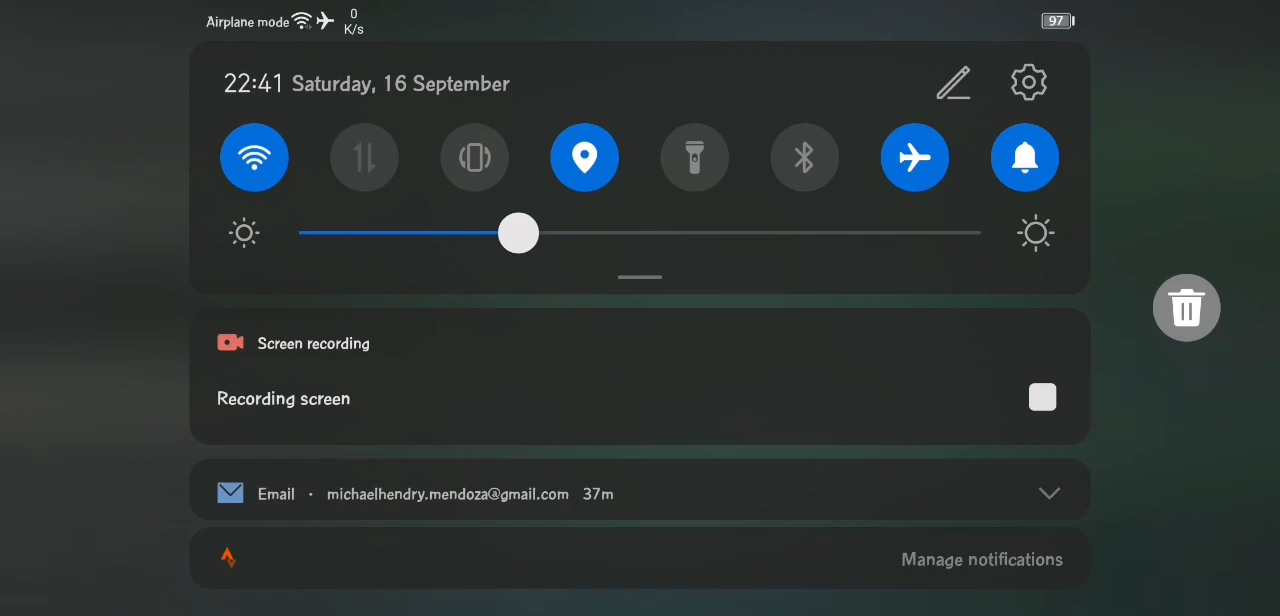 Airplane mode 0 K/s 97
22:41 Saturday, 16 September
Screen recording
Recording screen
Email · michaelhendry.mendoza@gmail.com 37m
Manage notifications